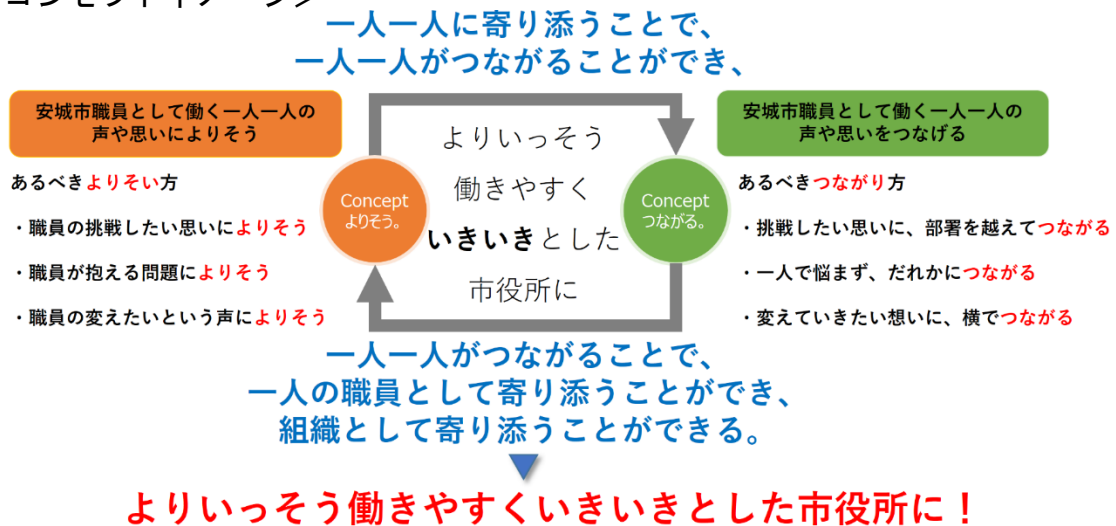 コンセプトイメージ
一人一人に寄り添うことで、
一人一人がつながることができ、
安城市職員として働く一人一人の
声や思いによりそう
あるべきよりそい方
・職員の挑戦したい思いによりそう
・職員が抱える問題によりそう
・職員の変えたいという声によりそう
Concept
よりそう。
よりいっそう
働きやすく
いきいきとした
市役所に
Concept
つながる。
安城市職員として働く一人一人の
声や思いをつなげる
あるべきつながり方
・挑戦したい思いに、部署を越えてつながる
・一人で悩まず、だれかにつながる
・変えていきたい想いに、横でつながる
一人一人がつながることで、
一人の職員として寄り添うことができ、
組織として寄り添うことができる。
よりいっそう働きやすくいきいきとした市役所に！